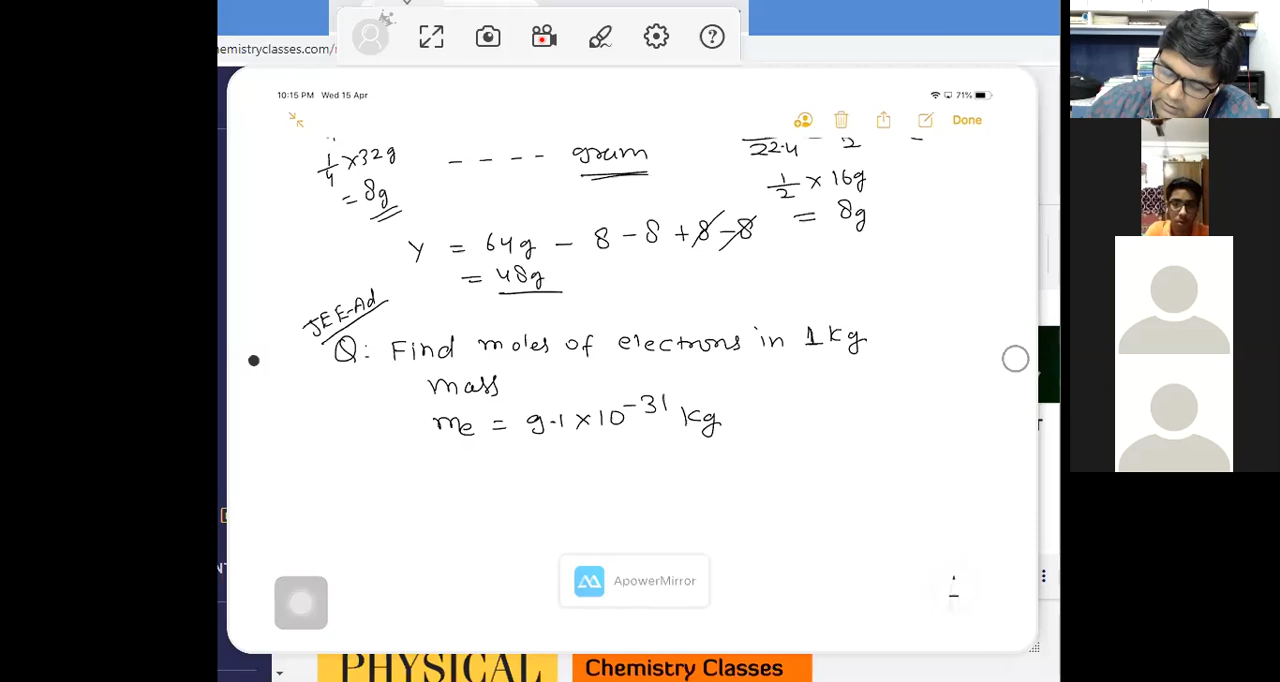 emistryclasses.com/
10:15 PM Wed 15 Apr
71%
Done
1/4 × 32g - - - - gram
= 8g
22.4 2
1/2 × 16g
= 8g
Y = 64g - 8 - 8 + 8 - 8
= 48g
JEE-Ad
Q: Find moles of electrons in 1 kg
mass
me = 9.1 × 10⁻³¹ kg
ApowerMirror
PHYSICAL
Chemistry Classes